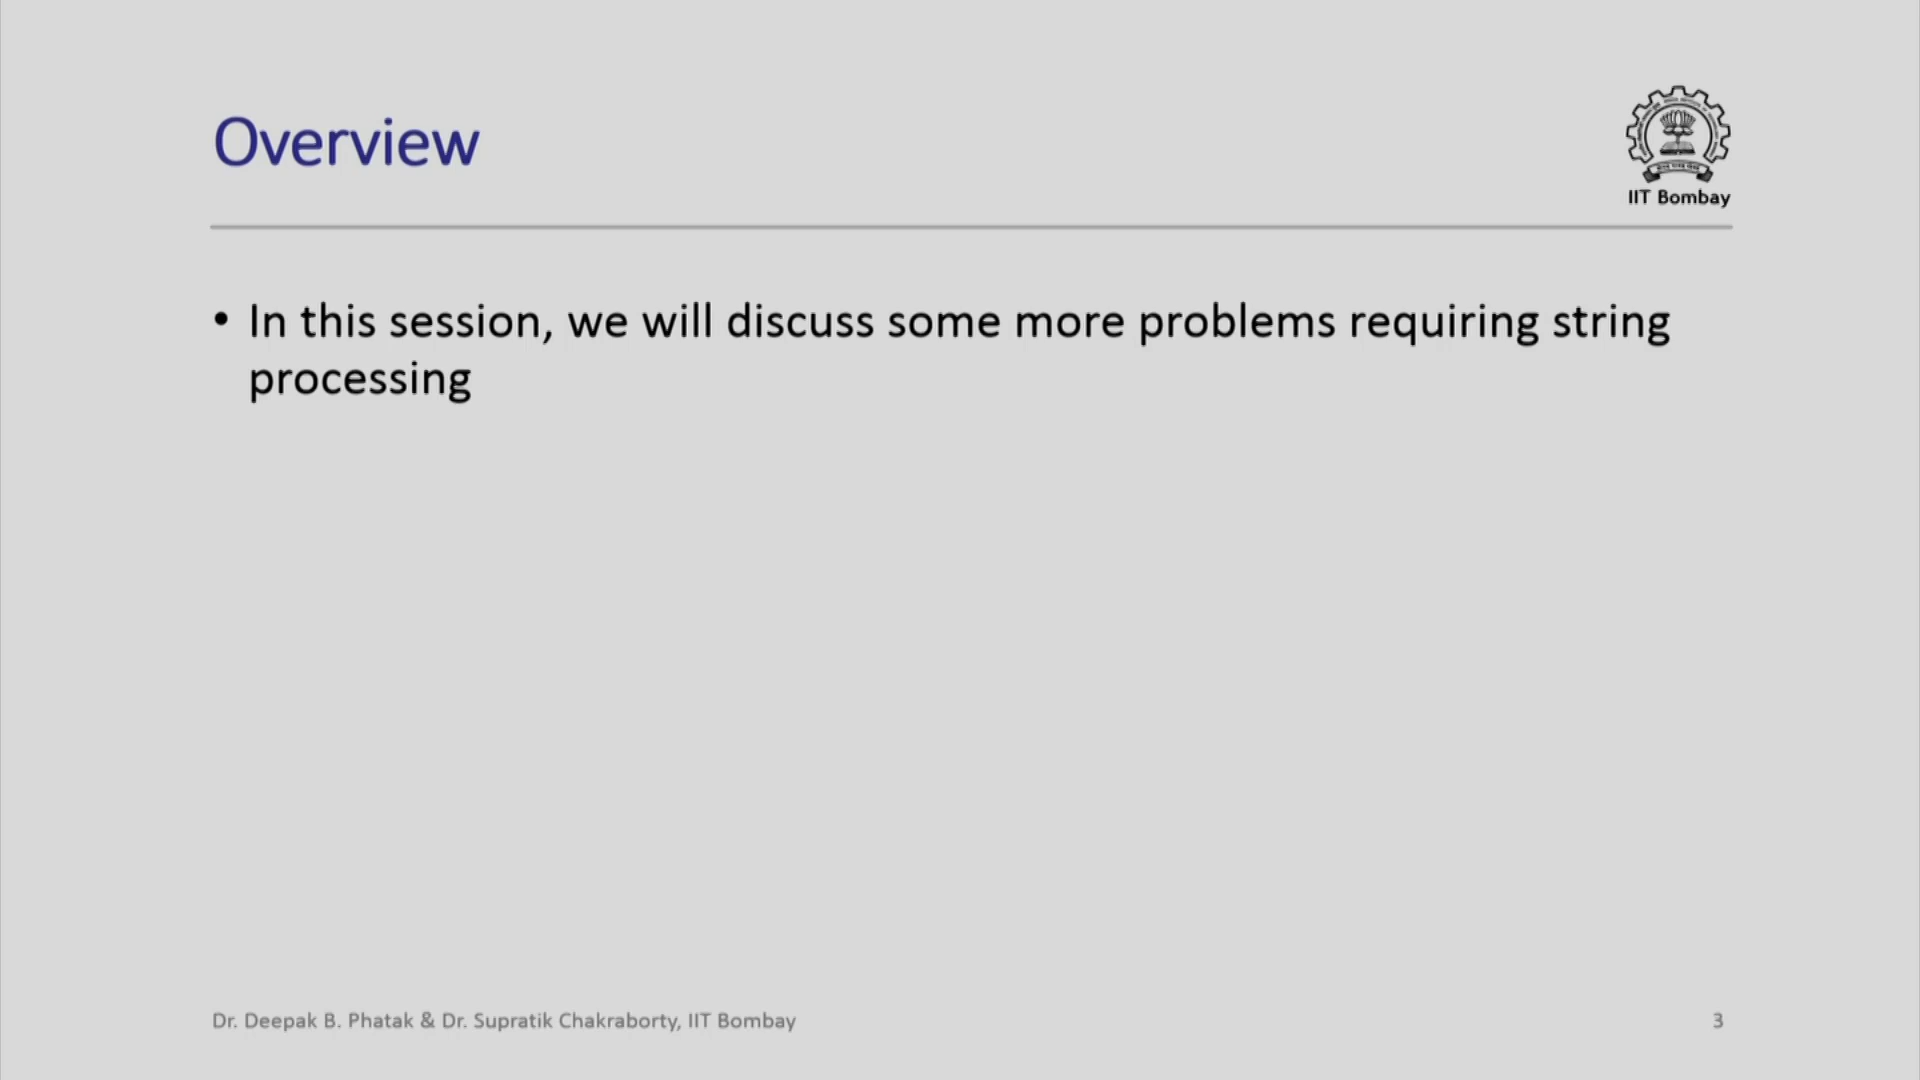 Overview
IIT Bombay
• In this session, we will discuss some more problems requiring string
processing
Dr. Deepak B. Phatak & Dr. Supratik Chakraborty, IIT Bombay
3